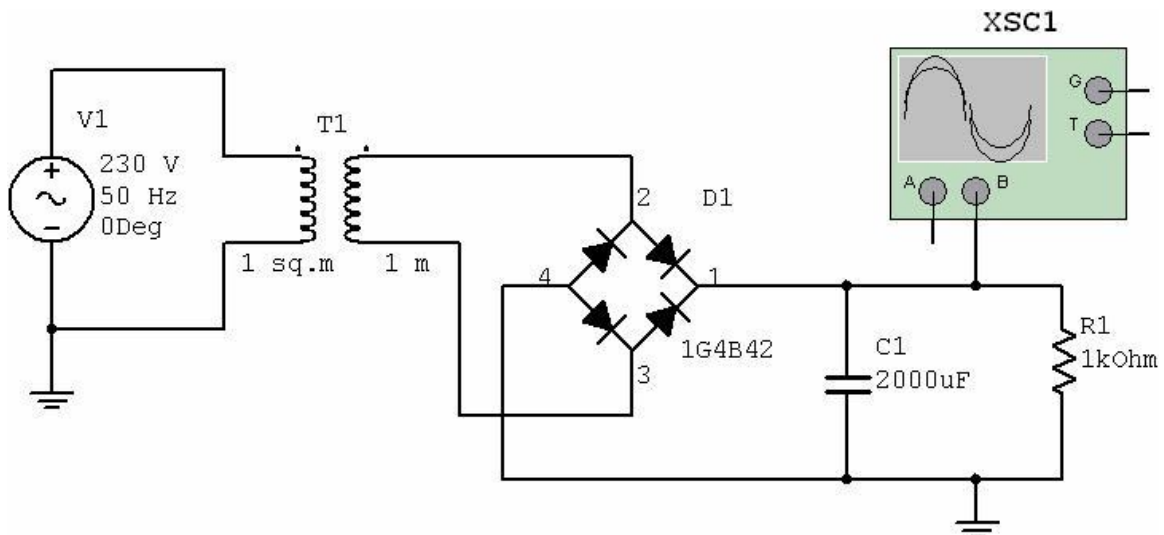 XSC1
G
T
A
B
V1
230 V
50 Hz
0Deg
T1
1 sq.m
1 m
2
D1
4
1
1G4B42
3
C1
2000uF
R1
1kOhm